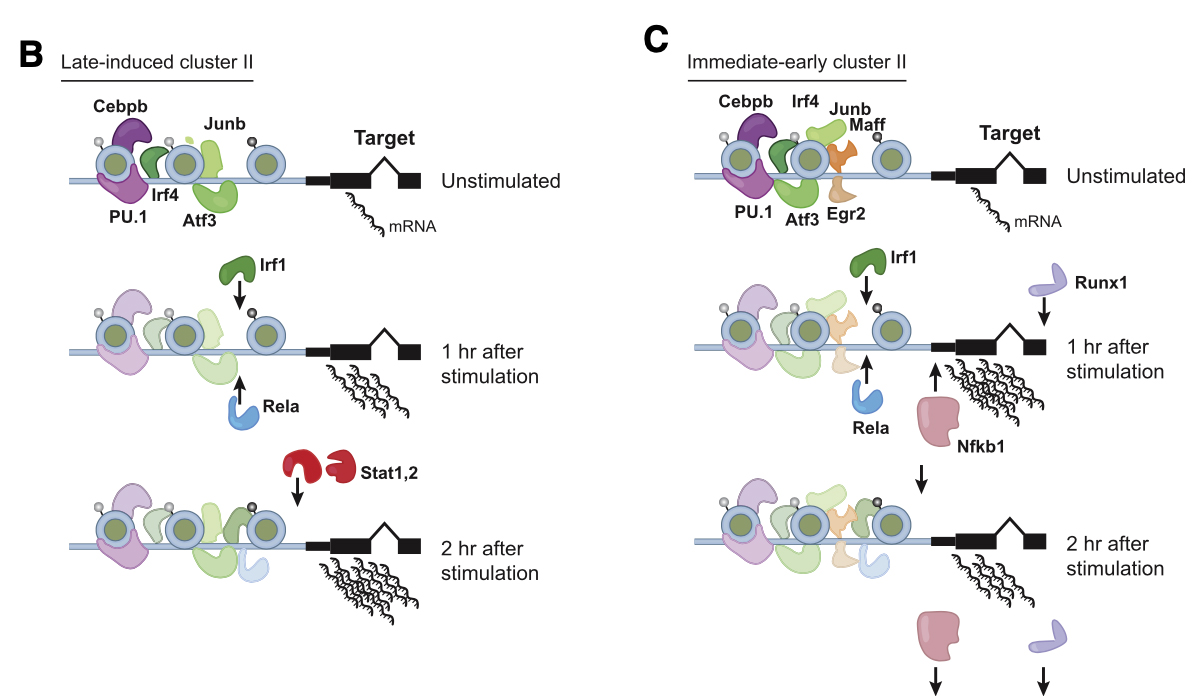 B
Late-induced cluster II
Cebpb
Junb
Target
Irf4
PU.1
Atf3
Unstimulated
mRNA
Irf1
1 hr after
stimulation
Rela
Stat1,2
2 hr after
stimulation
C
Immediate-early cluster II
Cebpb
Irf4
Junb
Maff
Target
PU.1
Atf3
Egr2
Unstimulated
mRNA
Irf1
Runx1
1 hr after
stimulation
Rela
Nfkb1
2 hr after
stimulation